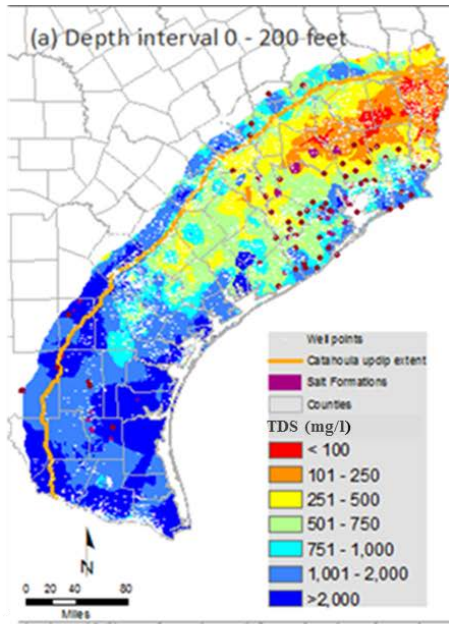 (a) Depth interval 0 - 200 feet
Well points
Catahoula updip extent
Salt Formations
Counties
TDS (mg/l)
< 100
101 - 250
251 - 500
501 - 750
751 - 1,000
1,001 - 2,000
>2,000
N
0 20 40 80
Miles